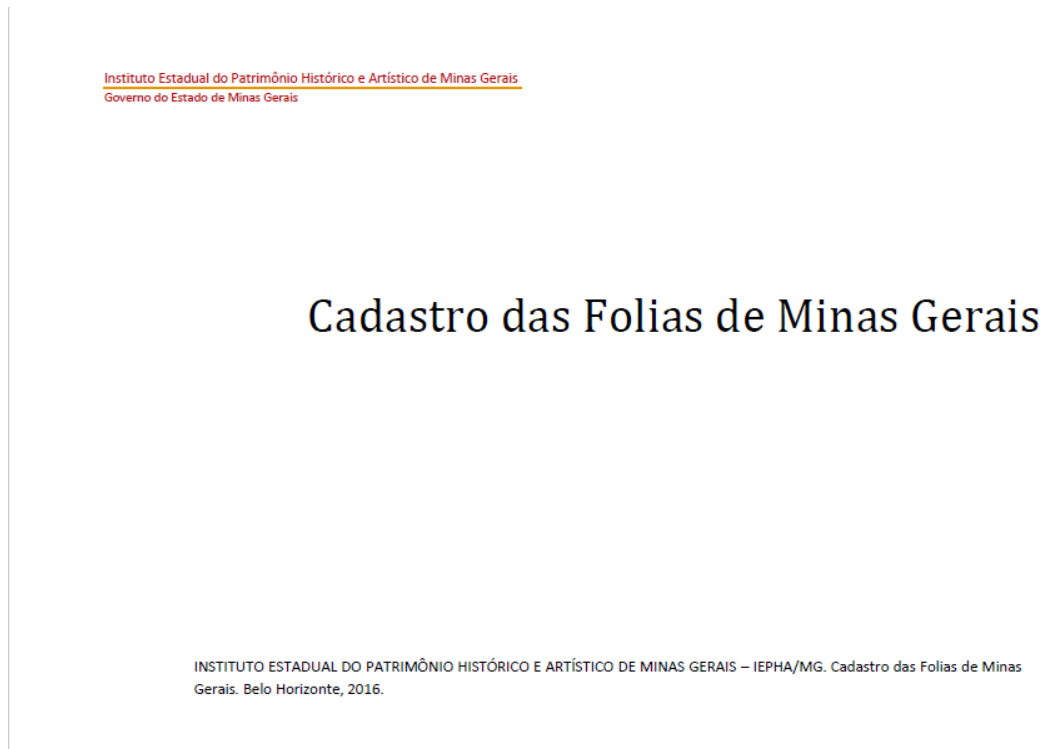 Instituto Estadual do Patrimônio Histórico e Artístico de Minas Gerais
Governo do Estado de Minas Gerais
Cadastro das Folias de Minas Gerais
INSTITUTO ESTADUAL DO PATRIMÔNIO HISTÓRICO E ARTÍSTICO DE MINAS GERAIS – IEPHA/MG. Cadastro das Folias de Minas
Gerais. Belo Horizonte, 2016.